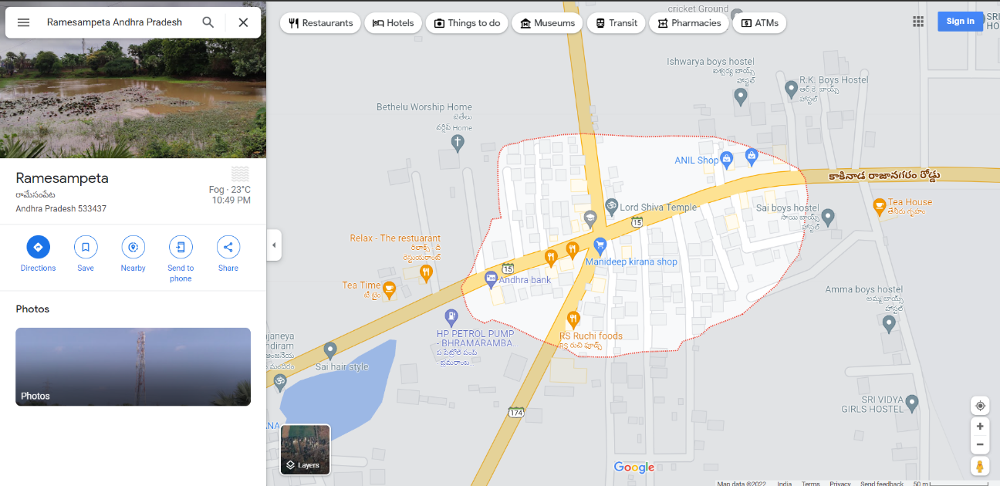 Ramesampeta Andhra Pradesh
Restaurants
Hotels
Things to do
Museums
Transit
Pharmacies
ATMs
Sign in
cricket Ground
SRI
HO
Ramesampeta
రామేసంపేట
Andhra Pradesh 533437
Fog · 23°C
10:49 PM
Directions
Save
Nearby
Send to
phone
Share
Photos
Photos
Ishwarya boys hostel
ఐశ్వర్య బాయ్స్
హాస్టల్
R.K. Boys Hostel
ఆర్.కె. బాయ్స్
హాస్టల్
Bethelu Worship Home
బెతేలు
వర్షిప్ Home
ANIL Shop
కాకినాడ రాజానగరం రోడ్డు
Lord Shiva Temple
15
Sai boys hostel
సాయి బాయ్స్
హాస్టల్
Tea House
తేనీరు గృహం
Relax - The restuarant
రిలాక్స్ : ది
రెస్టుయరాంట్
Manideep kirana shop
15
Andhra bank
Tea Time
టీ టైం
Amma boys hostel
అమ్మ బాయ్స్
హాస్టల్
HP PETROL PUMP
- BHRAMARAMBA...
ప పెట్రోల్ పంప్
- భ్రమరాంబ...
RS Ruchi foods
RS రుచి ఫూడ్స్
njaneya
ndiram
ఆంజనేయ
మందిరం
Sai hair style
174
SRI VIDYA
GIRLS HOSTEL
ANA
Layers
Google
Map data ©2022
India
Terms
Privacy
Send feedback
50 m